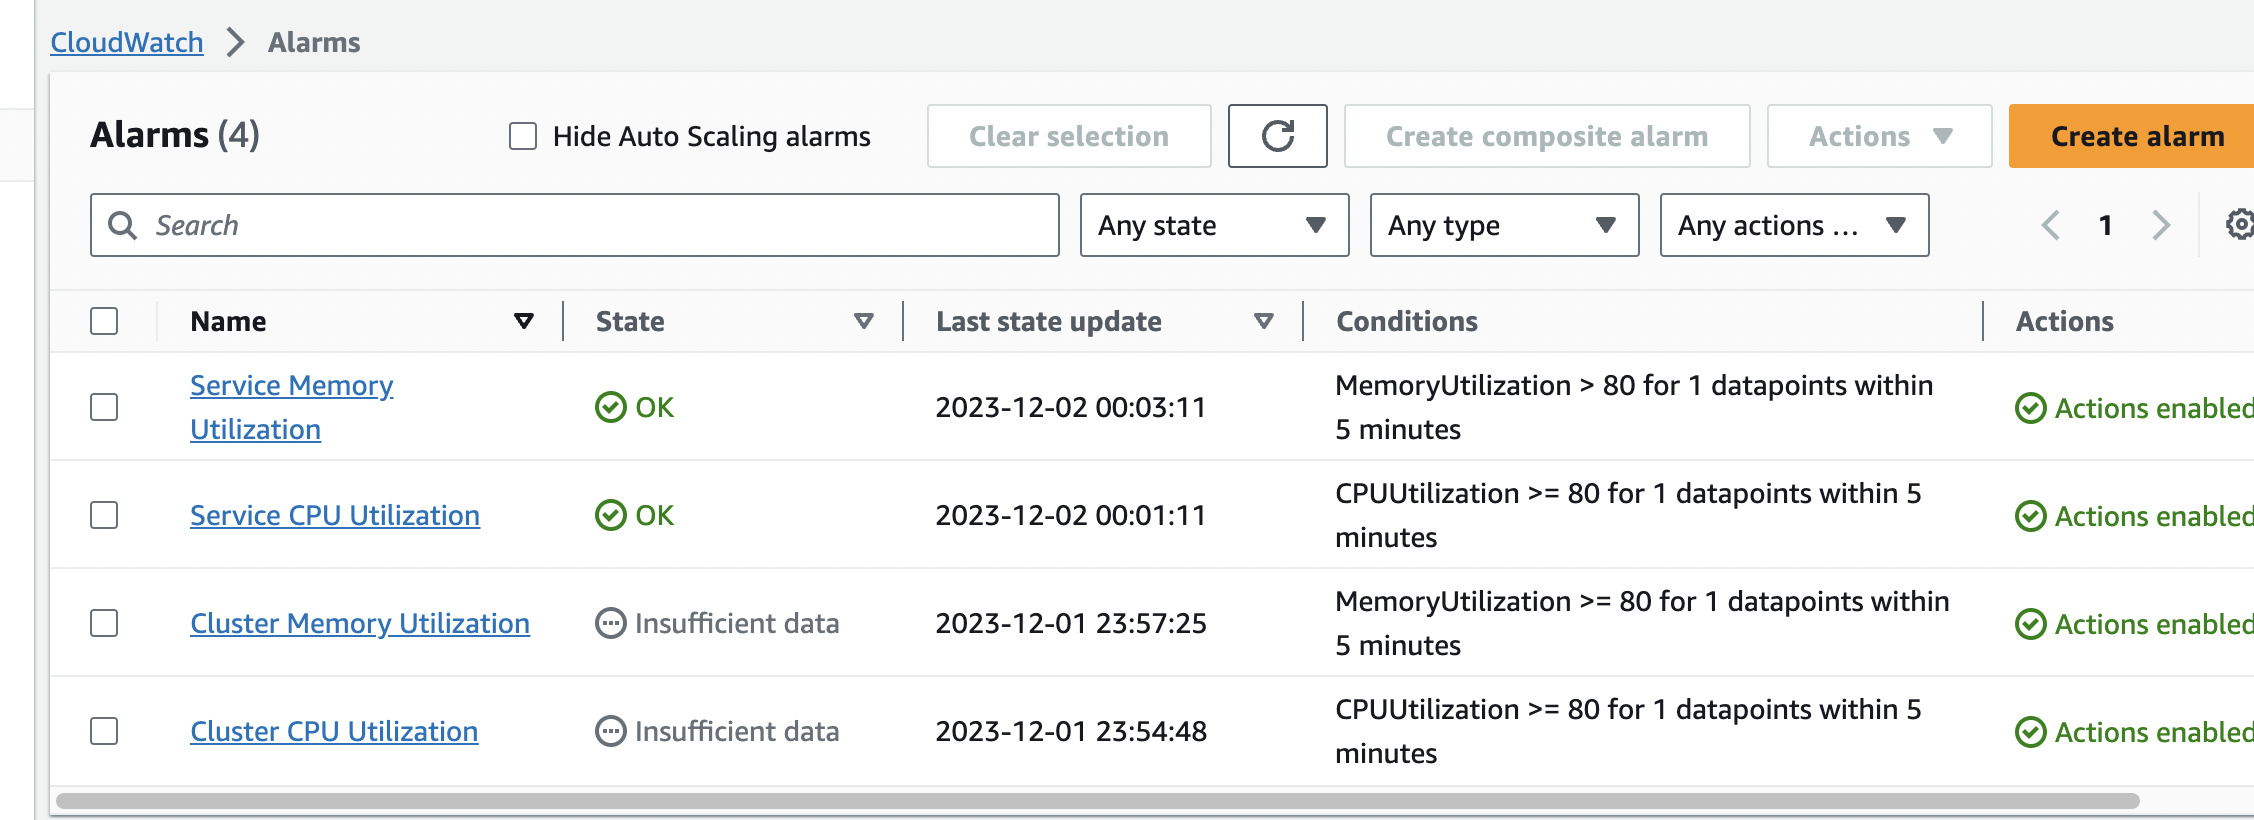 CloudWatch > Alarms
Alarms (4)
Hide Auto Scaling alarms
Clear selection
Create composite alarm
Actions
Create alarm
Search
Any state
Any type
Any actions ...
1
Name State Last state update Conditions Actions
Service Memory
Utilization
OK
2023-12-02 00:03:11
MemoryUtilization > 80 for 1 datapoints within
5 minutes
Actions enabled
Service CPU Utilization
OK
2023-12-02 00:01:11
CPUUtilization >= 80 for 1 datapoints within 5
minutes
Actions enabled
Cluster Memory Utilization
Insufficient data
2023-12-01 23:57:25
MemoryUtilization >= 80 for 1 datapoints within
5 minutes
Actions enabled
Cluster CPU Utilization
Insufficient data
2023-12-01 23:54:48
CPUUtilization >= 80 for 1 datapoints within 5
minutes
Actions enabled